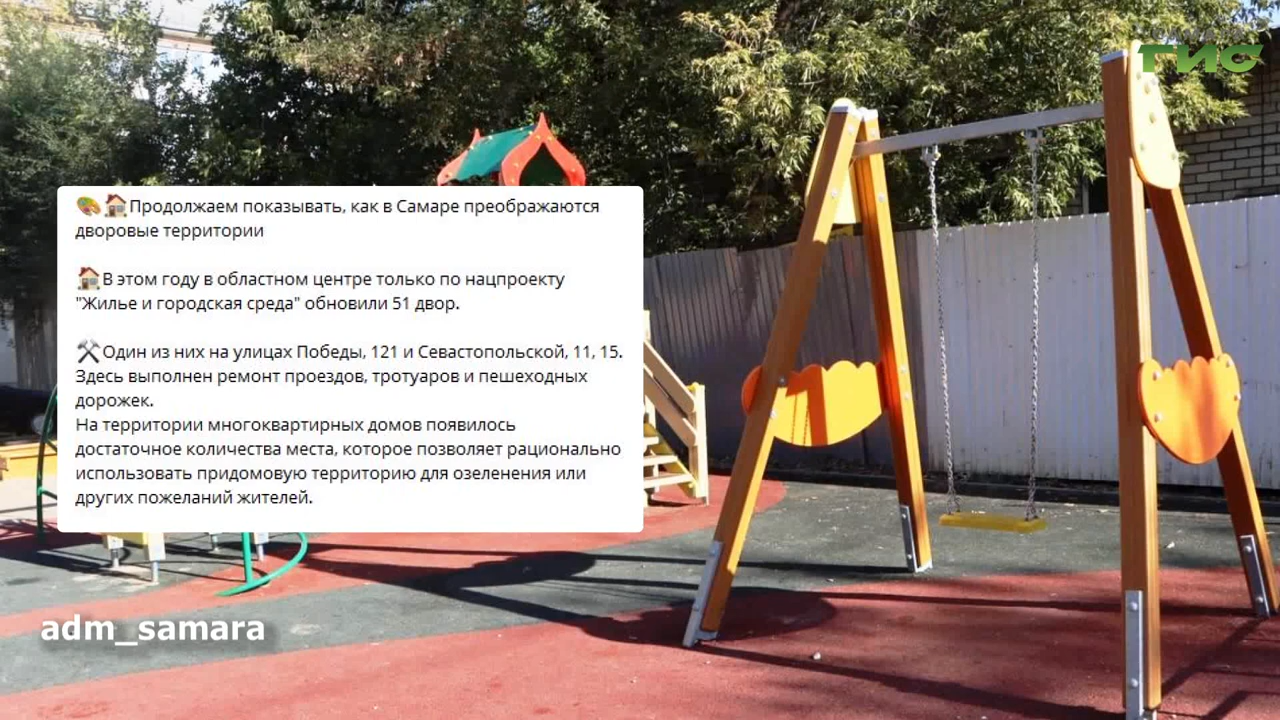 САМАРА
ГИС
Продолжаем показывать, как в Самаре преображаются
дворовые территории
В этом году в областном центре только по нацпроекту
"Жилье и городская среда" обновили 51 двор.
Один из них на улицах Победы, 121 и Севастопольской, 11, 15.
Здесь выполнен ремонт проездов, тротуаров и пешеходных
дорожек.
На территории многоквартирных домов появилось
достаточное количества места, которое позволяет рационально
использовать придомовую территорию для озеленения или
других пожеланий жителей.
adm_samara